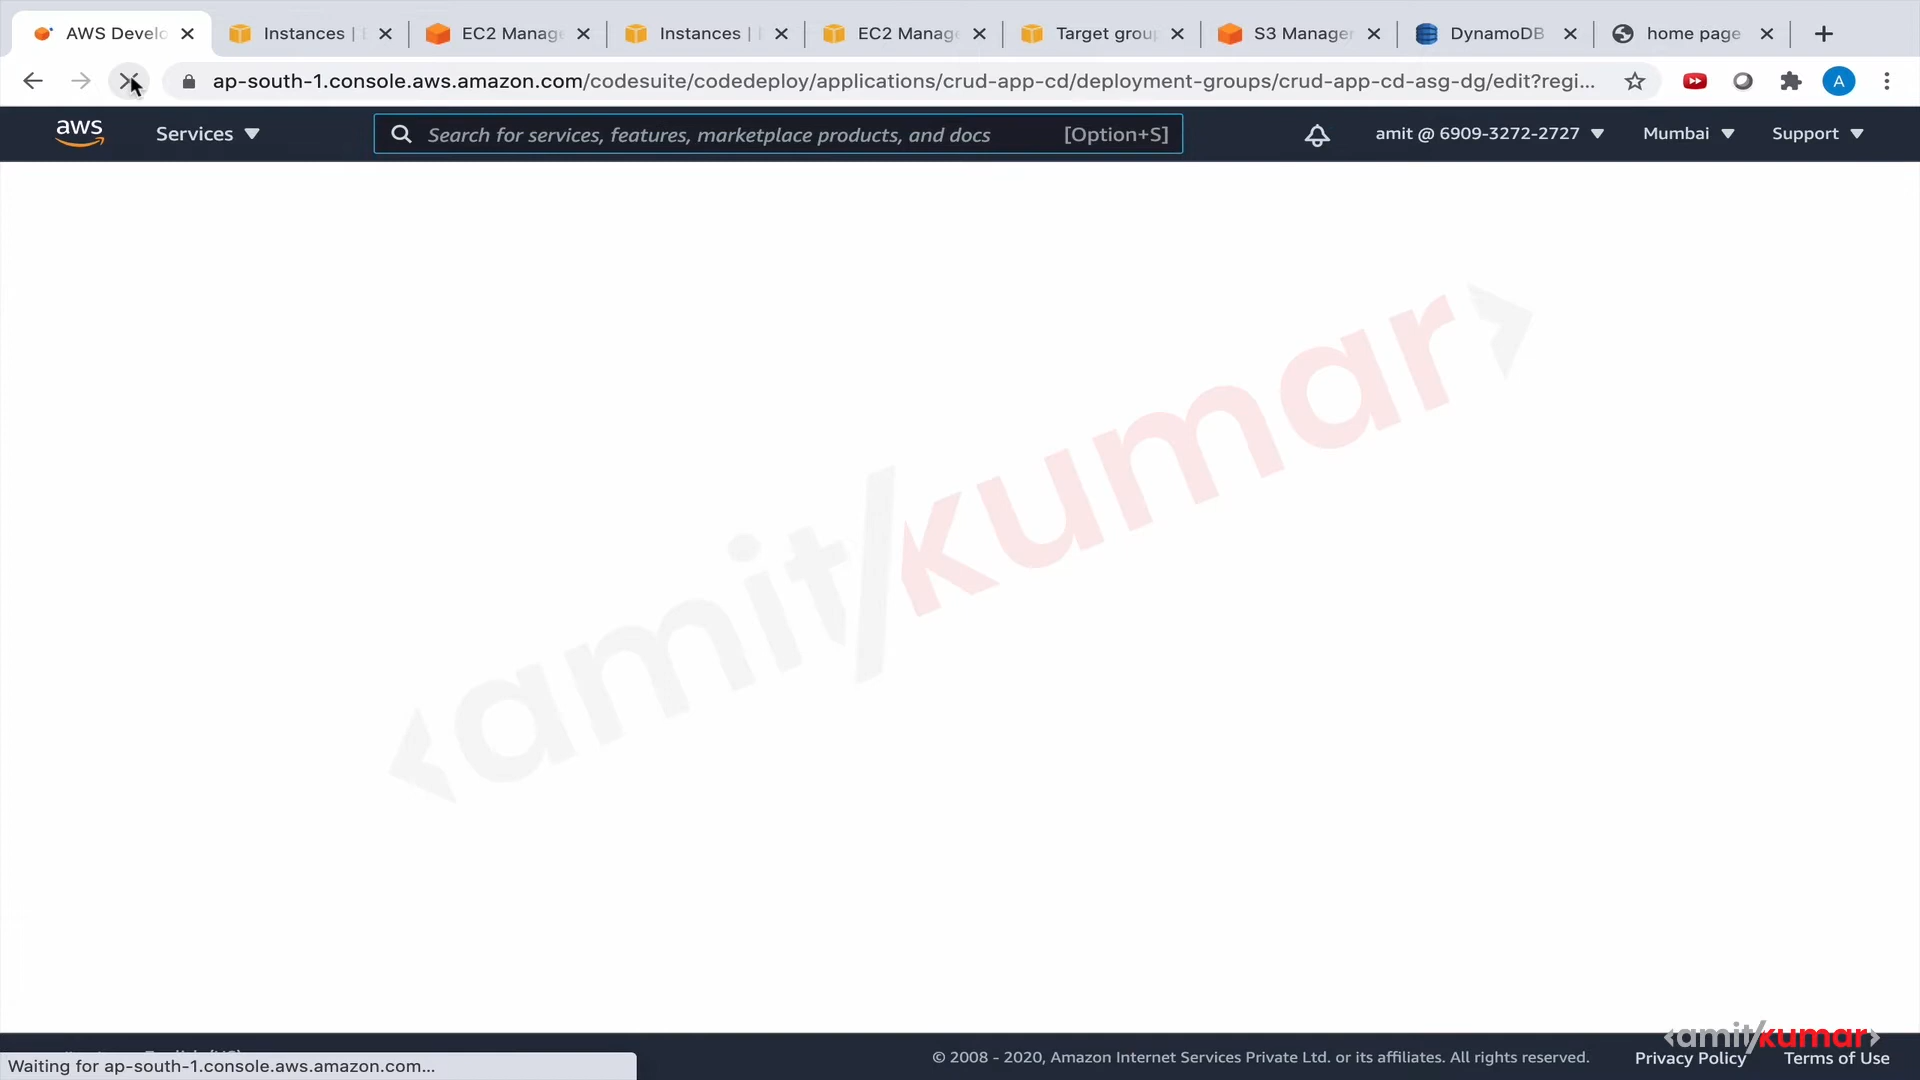 AWS Develo
Instances |
EC2 Manage
Instances |
EC2 Manage
Target grou
S3 Manager
DynamoDB
home page
ap-south-1.console.aws.amazon.com/codesuite/codedeploy/applications/crud-app-cd/deployment-groups/crud-app-cd-asg-dg/edit?regi...
A
aws
Services
Search for services, features, marketplace products, and docs
[Option+S]
amit @ 6909-3272-2727
Mumbai
Support
<amit/kumar>
© 2008 - 2020, Amazon Internet Services Private Ltd. or its affiliates. All rights reserved.
Privacy Policy
Terms of Use
<amit/kumar>
Waiting for ap-south-1.console.aws.amazon.com...